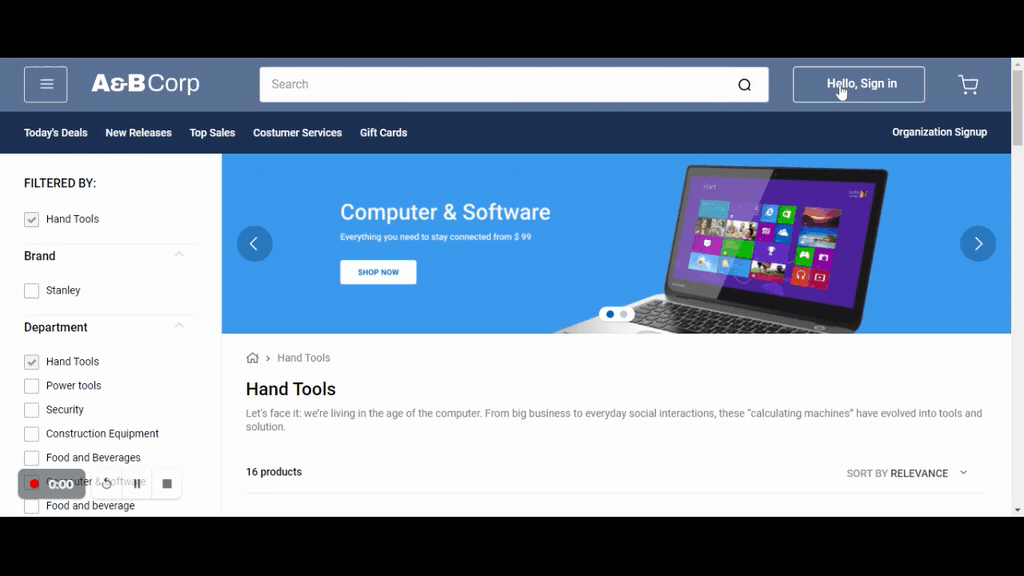 A&B Corp
Search
Hello, Sign in
Today's Deals New Releases Top Sales Costumer Services Gift Cards Organization Signup
FILTERED BY:
Hand Tools
Brand
Stanley
Department
Hand Tools
Power tools
Security
Construction Equipment
Food and Beverages
Computer & Software
Food and beverage
0:00
start
Computer & Software
Everything you need to stay connected from $ 99
SHOP NOW
Hand Tools
Hand Tools
Let's face it: we're living in the age of the computer. From big business to everyday social interactions, these “calculating machines” have evolved into tools and
solution.
16 products
SORT BY RELEVANCE